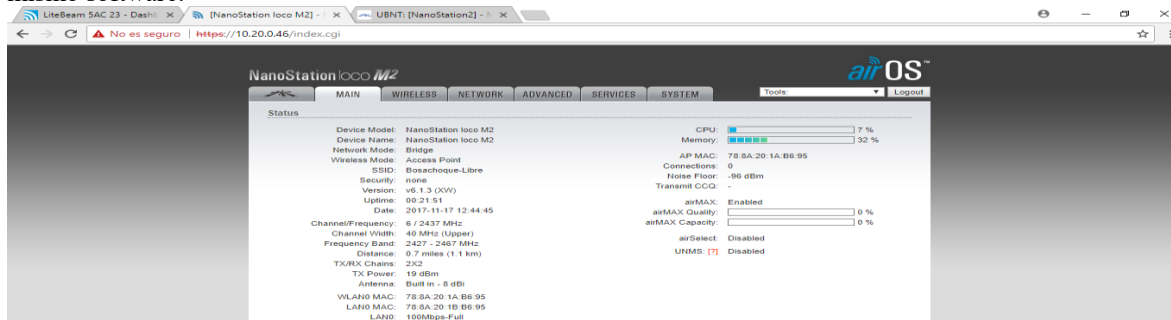 LiteBeam 5AC 23 - Dashb
[NanoStation loco M2] -
UBNT: [NanoStation2] -
No es seguro | https://10.20.0.46/index.cgi
NanoStation loco M2
airOS™
MAIN WIRELESS NETWORK ADVANCED SERVICES SYSTEM Tools: Logout
Status
Device Model: NanoStation loco M2
Device Name: NanoStation loco M2
Network Mode: Bridge
Wireless Mode: Access Point
SSID: Bosachoque-Libre
Security: none
Version: v6.1.3 (XW)
Uptime: 00:21:51
Date: 2017-11-17 12:44:45
Channel/Frequency: 6 / 2437 MHz
Channel Width: 40 MHz (Upper)
Frequency Band: 2427 - 2467 MHz
Distance: 0.7 miles (1.1 km)
TX/RX Chains: 2X2
TX Power: 19 dBm
Antenna: Built in - 8 dBi
WLAN0 MAC: 78:8A:20:1A:B6:95
LAN0 MAC: 78:8A:20:1B:B6:95
LAN0: 100Mbps-Full
CPU: 7 %
Memory: 32 %
AP MAC: 78:8A:20:1A:B6:95
Connections: 0
Noise Floor: -96 dBm
Transmit CCQ: -
airMAX: Enabled
airMAX Quality: 0 %
airMAX Capacity: 0 %
airSelect: Disabled
UNMS: [?] Disabled